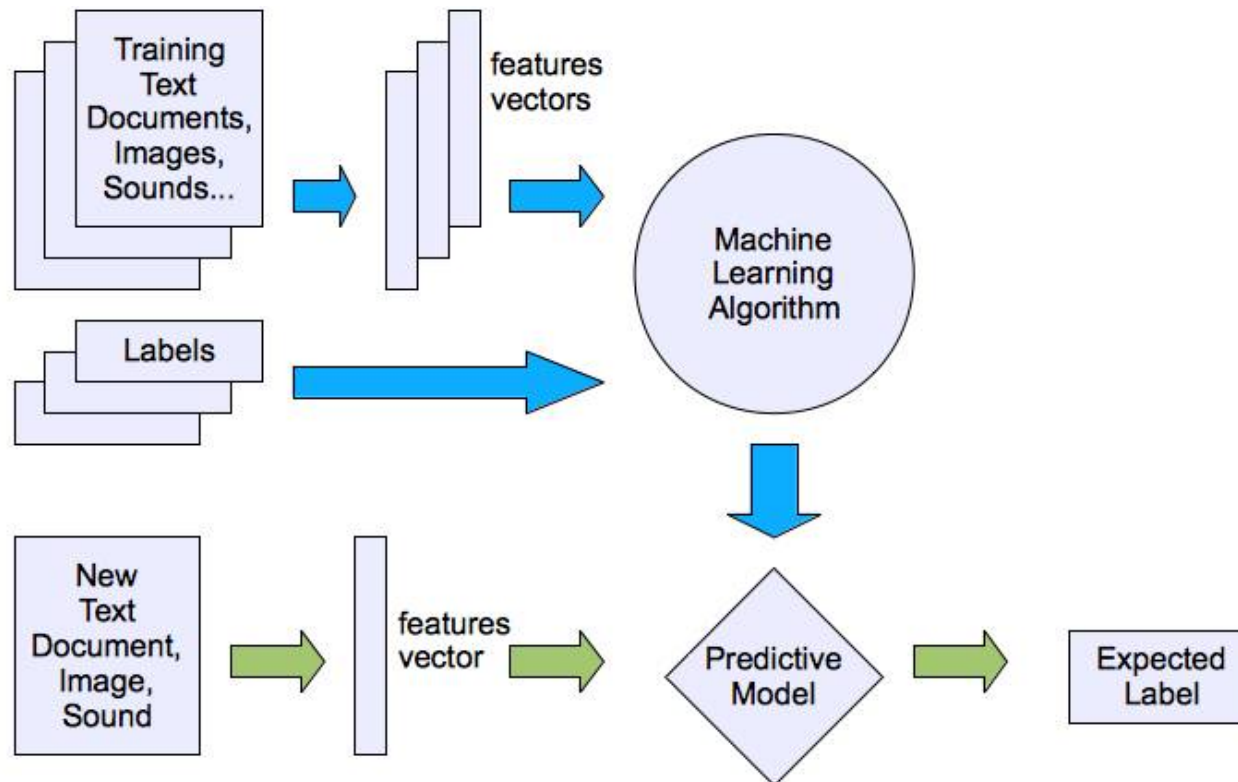 Training
Text
Documents,
Images,
Sounds...
features
vectors
Machine
Learning
Algorithm
Labels
New
Text
Document,
Image,
Sound
features
vector
Predictive
Model
Expected
Label